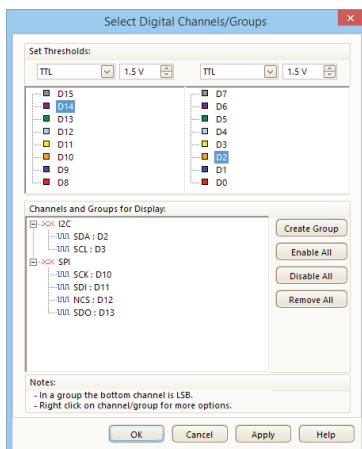 Select Digital Channels/Groups
Set Thresholds:
TTL 1.5 V TTL 1.5 V
D15 D7
D14 D6
D13 D5
D12 D4
D11 D3
D10 D2
D9 D1
D8 D0
Channels and Groups for Display:
I2C
SDA : D2
SCL : D3
SPI
SCK : D10
SDI : D11
NCS : D12
SDO : D13
Create Group
Enable All
Disable All
Remove All
Notes:
- In a group the bottom channel is LSB.
- Right click on channel/group for more options.
OK Cancel Apply Help